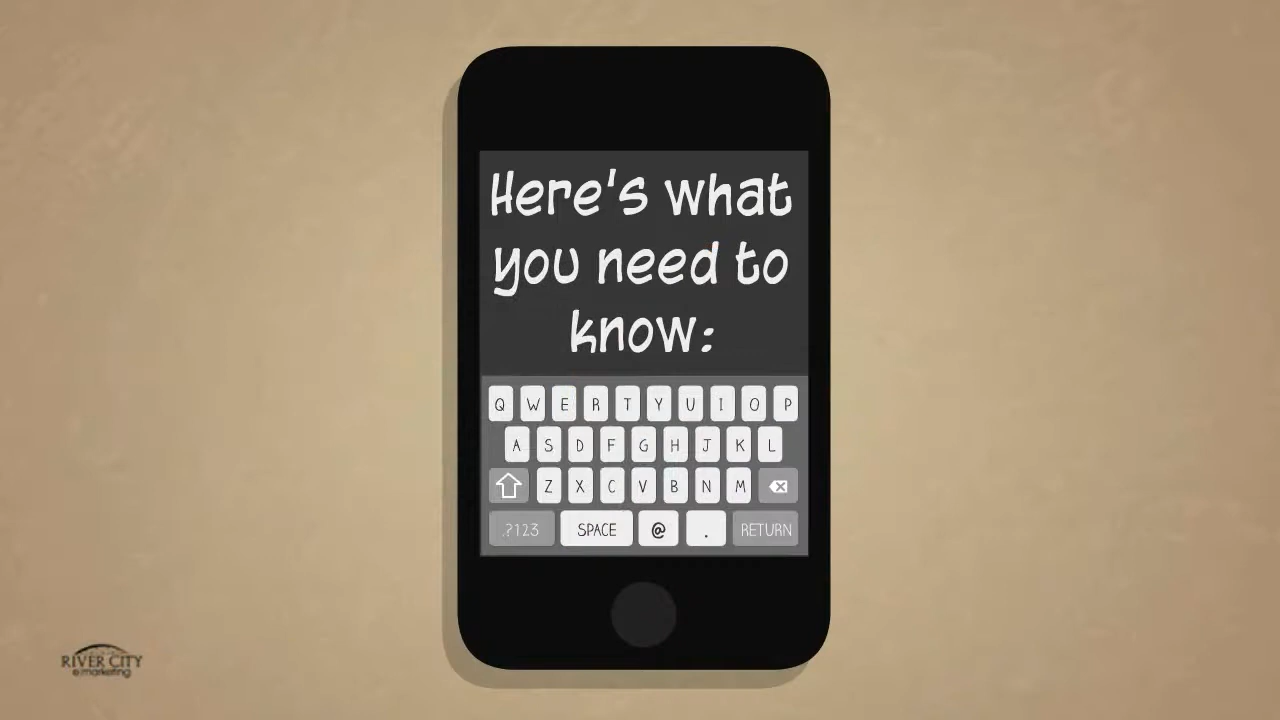 Here's what
you need to
know:
Q W E R T Y U I O P
A S D F G H J K L
Z X C V B N M
.?123 SPACE @ . RETURN
RIVER CITY
e marketing